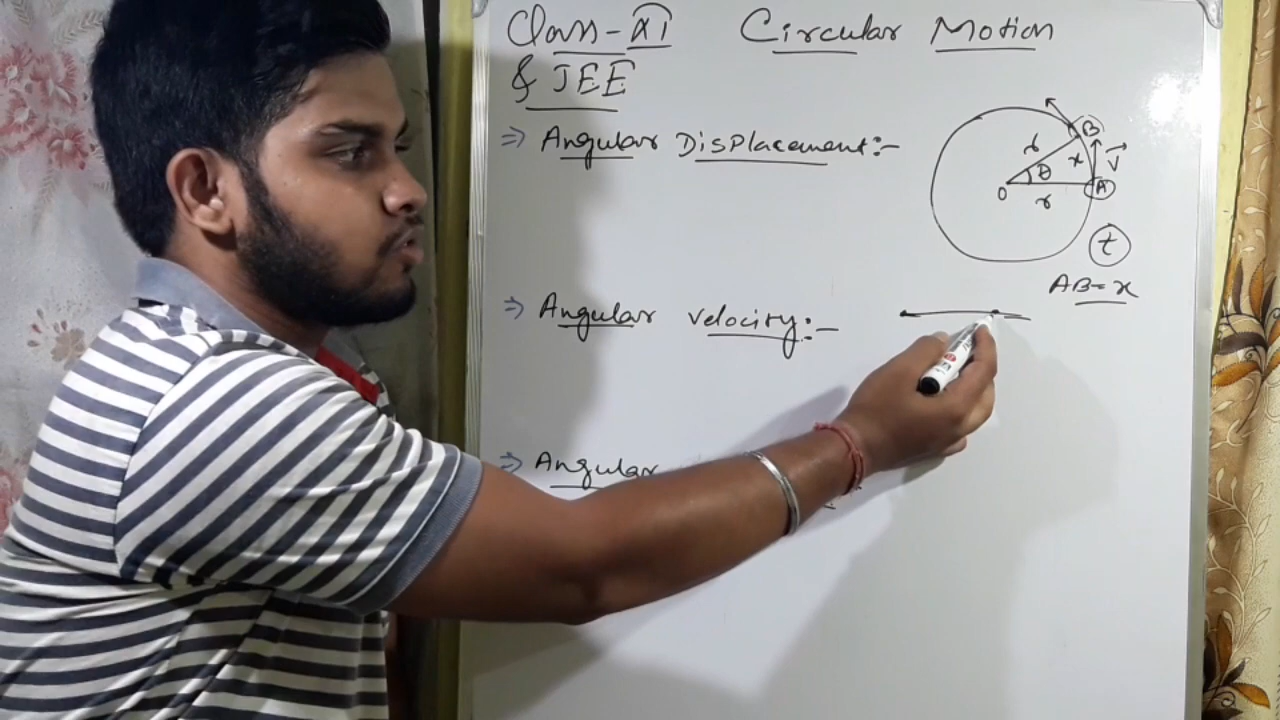 Class-XI Circular Motion
& JEE
⇒ Angular Displacement:-
B
r
x
V
θ
O
A
r
t
AB=x
⇒ Angular velocity:-
⇒ Angular